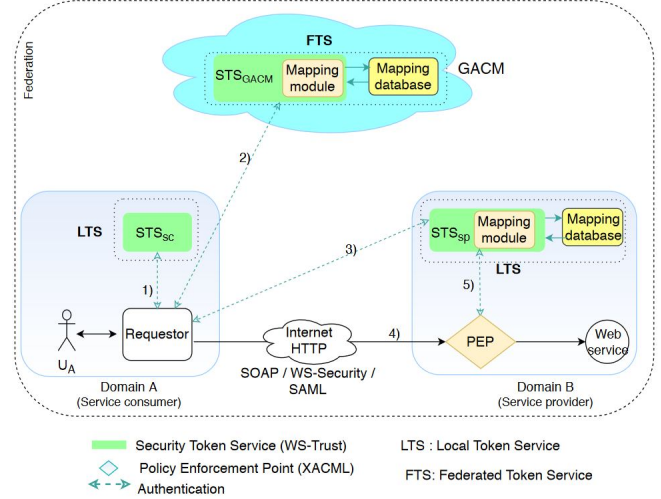 Federation
FTS
STSGACM
Mapping
module
Mapping
database
GACM
2)
LTS
STSsc
3)
STSsp
Mapping
module
Mapping
database
LTS
1)
5)
UA
Requestor
Internet
HTTP
4)
PEP
Web
service
SOAP / WS-Security /
SAML
Domain A
(Service consumer)
Domain B
(Service provider)
Security Token Service (WS-Trust)
LTS : Local Token Service
Policy Enforcement Point (XACML)
FTS: Federated Token Service
Authentication